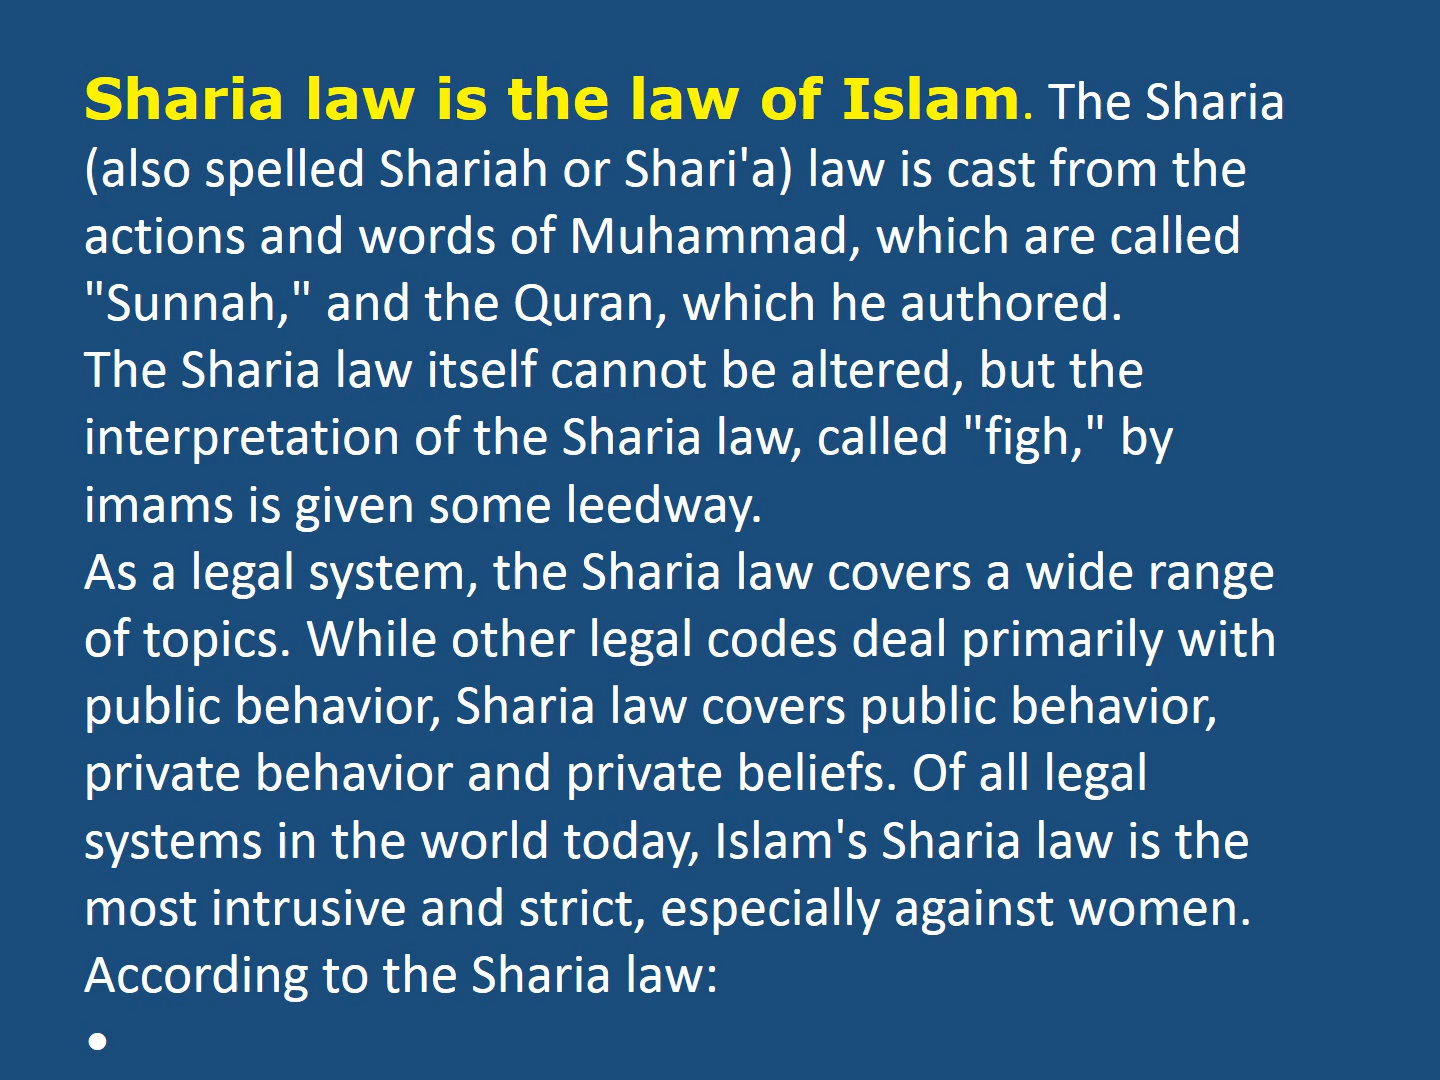 Sharia law is the law of Islam. The Sharia
(also spelled Shariah or Shari'a) law is cast from the
actions and words of Muhammad, which are called
"Sunnah," and the Quran, which he authored.
The Sharia law itself cannot be altered, but the
interpretation of the Sharia law, called "figh," by
imams is given some leedway.
As a legal system, the Sharia law covers a wide range
of topics. While other legal codes deal primarily with
public behavior, Sharia law covers public behavior,
private behavior and private beliefs. Of all legal
systems in the world today, Islam's Sharia law is the
most intrusive and strict, especially against women.
According to the Sharia law:
•